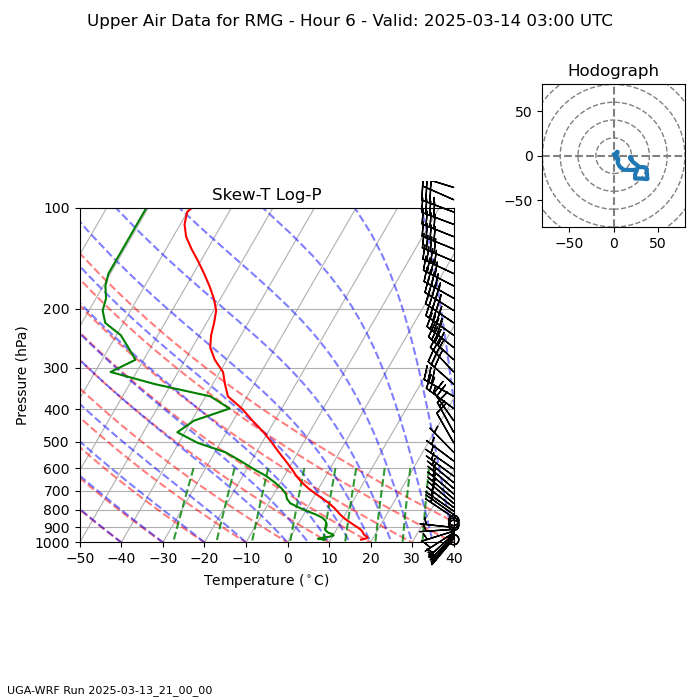 Upper Air Data for RMG - Hour 6 - Valid: 2025-03-14 03:00 UTC
Hodograph
50
0
−50
−50 0 50
Skew-T Log-P
100
200
300
400
500
600
700
800
900
1000
Pressure (hPa)
−50 −40 −30 −20 −10 0 10 20 30 40
Temperature (°C)
UGA-WRF Run 2025-03-13_21_00_00